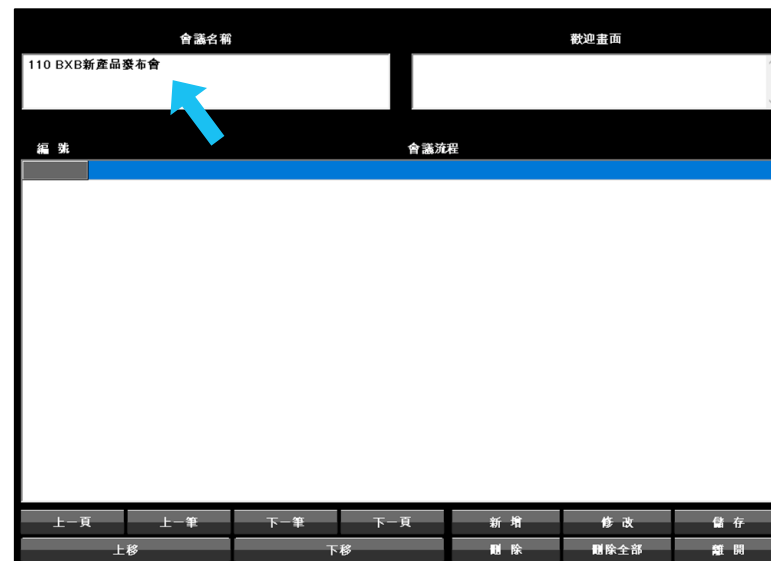 會議名稱
歡迎畫面
110 BXB新產品發布會
編 號
會議流程
上一頁
上一筆
下一筆
下一頁
新 增
修 改
儲 存
上移
下移
刪 除
刪除全部
離 開